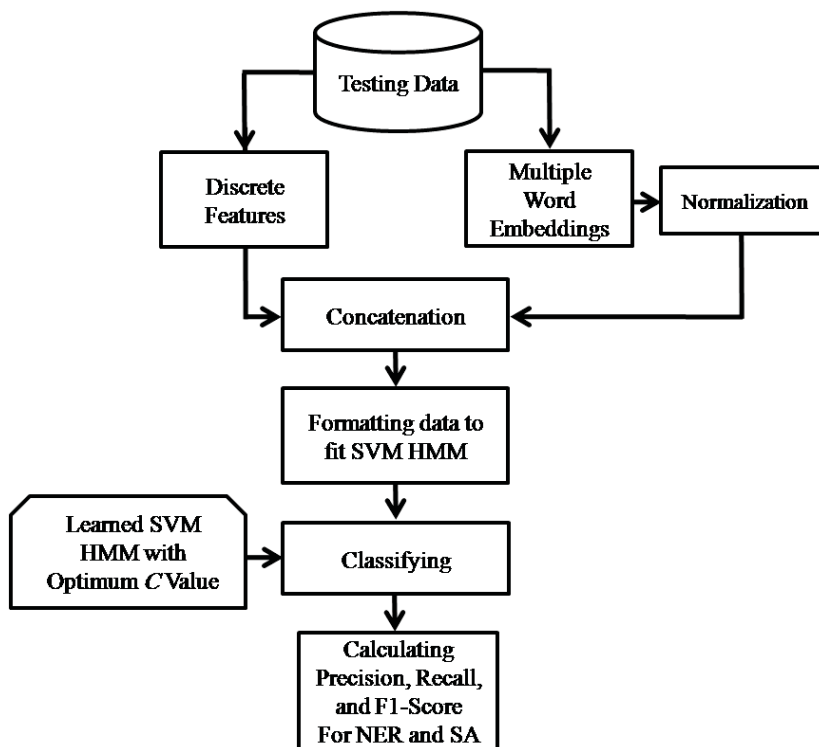 Testing Data
Discrete
Features
Multiple
Word
Embeddings
Normalization
Concatenation
Formatting data to
fit SVM HMM
Learned SVM
HMM with
Optimum C Value
Classifying
Calculating
Precision, Recall,
and F1-Score
For NER and SA